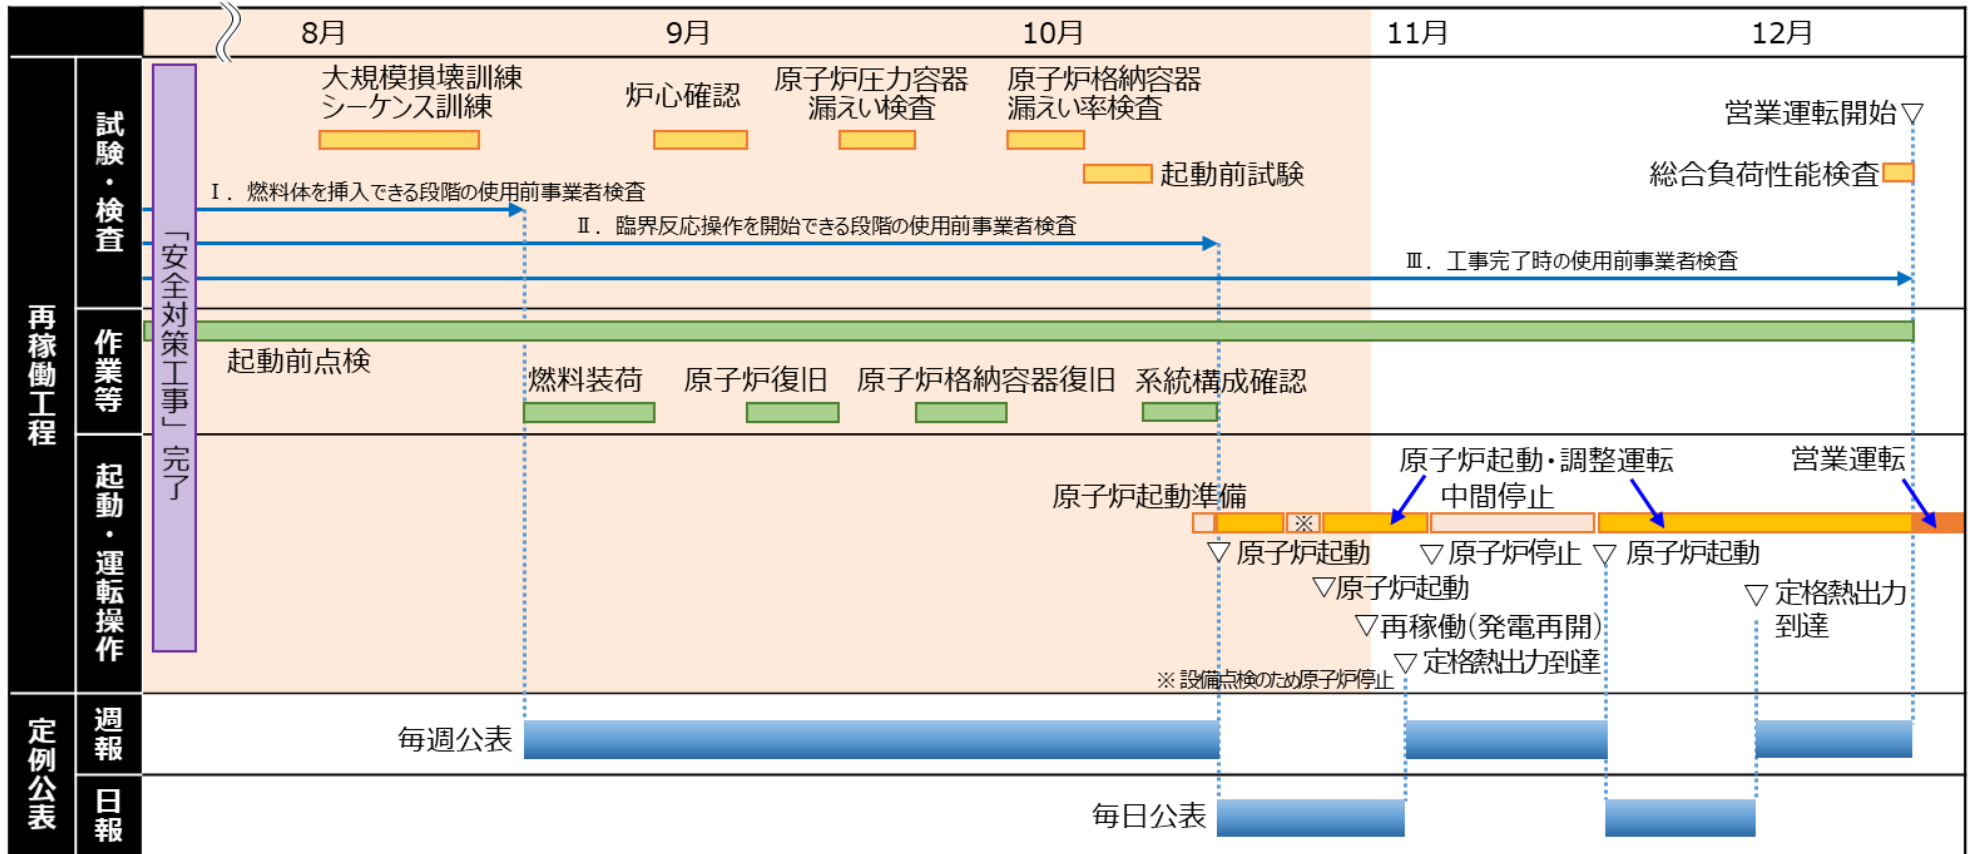 8月
9月
10月
11月
12月
再稼働工程
試験・検査
大規模損壊訓練
シーケンス訓練
炉心確認
原子炉圧力容器
漏えい検査
原子炉格納容器
漏えい率検査
営業運転開始▽
起動前試験
総合負荷性能検査
Ⅰ．燃料体を挿入できる段階の使用前事業者検査
Ⅱ．臨界反応操作を開始できる段階の使用前事業者検査
Ⅲ．工事完了時の使用前事業者検査
「安全対策工事」完了
作業等
起動前点検
燃料装荷
原子炉復旧
原子炉格納容器復旧
系統構成確認
起動・運転操作
原子炉起動・調整運転
営業運転
原子炉起動準備
中間停止
※
▽原子炉起動
▽原子炉停止
▽原子炉起動
▽原子炉起動
▽定格熱出力
到達
▽再稼働(発電再開)
▽定格熱出力到達
※設備点検のため原子炉停止
定例公表
週報
毎週公表
日報
毎日公表